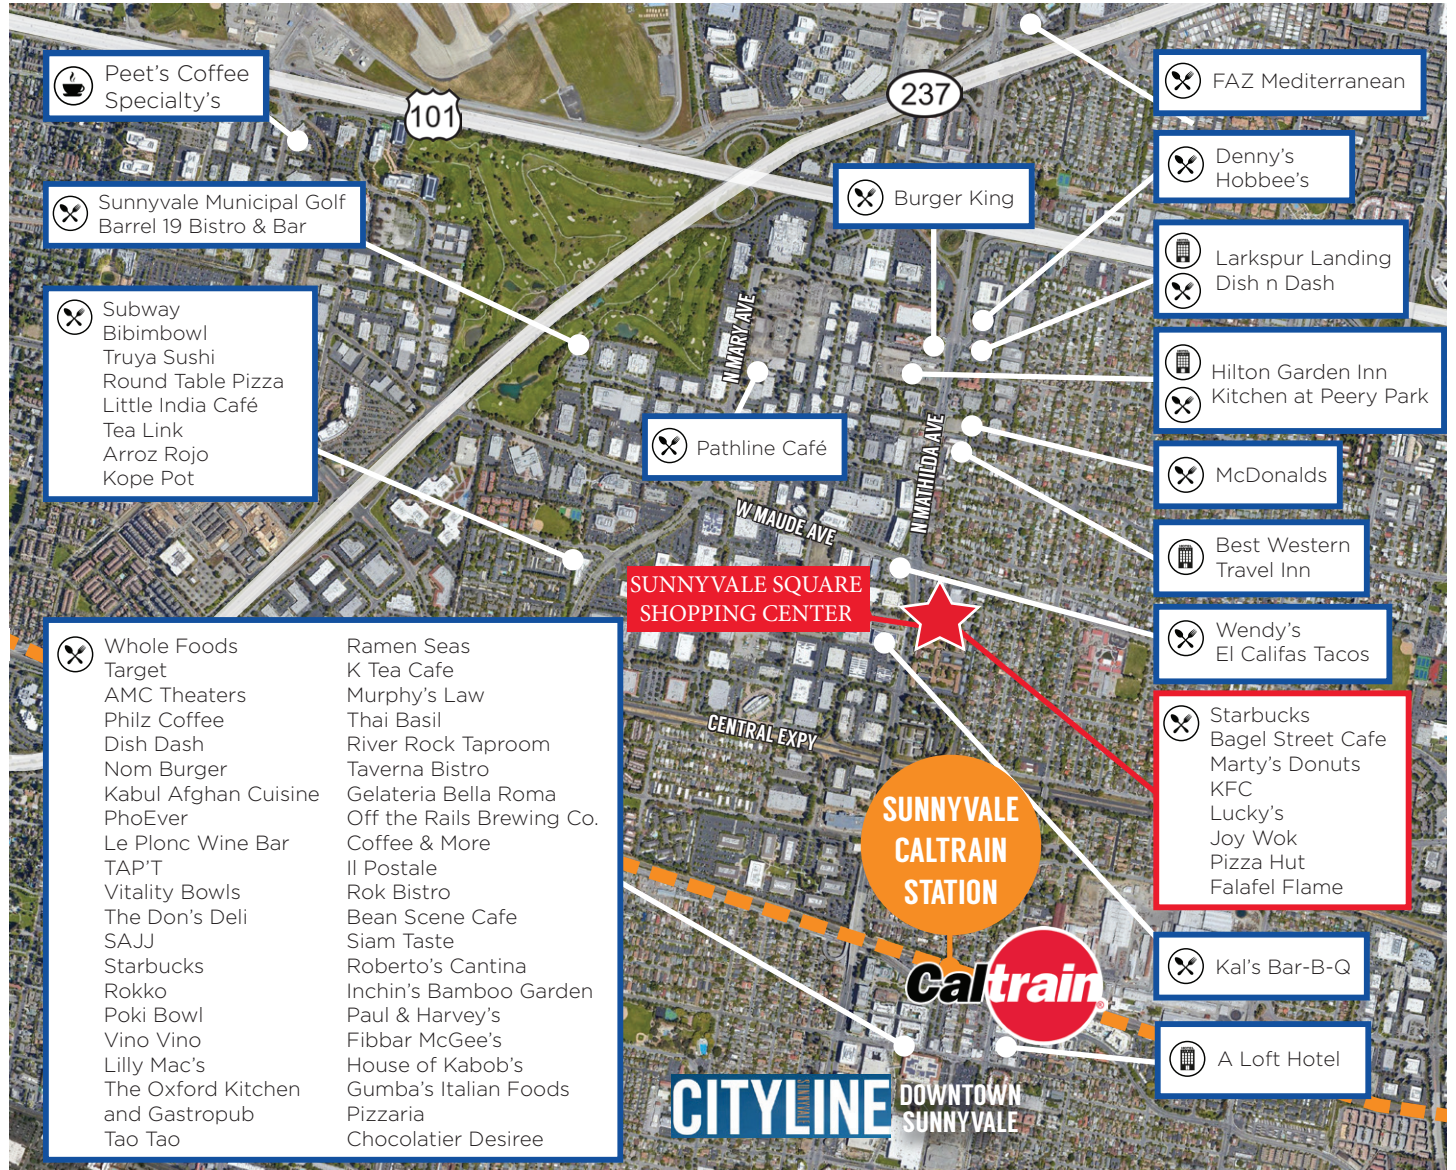 Peet's Coffee
Specialty's
101
237
FAZ Mediterranean
Denny's
Hobbee's
Sunnyvale Municipal Golf
Barrel 19 Bistro & Bar
Burger King
Larkspur Landing
Dish n Dash
Subway
Bibimbowl
Truya Sushi
Round Table Pizza
Little India Café
Tea Link
Arroz Rojo
Kope Pot
N MARY AVE
Hilton Garden Inn
Kitchen at Peery Park
Pathline Café
N MATHILDA AVE
McDonalds
W MAUDE AVE
Best Western
Travel Inn
SUNNYVALE SQUARE
SHOPPING CENTER
Wendy's
El Califas Tacos
Whole Foods
Target
AMC Theaters
Philz Coffee
Dish Dash
Nom Burger
Kabul Afghan Cuisine
PhoEver
Le Plonc Wine Bar
TAP'T
Vitality Bowls
The Don's Deli
SAJJ
Starbucks
Rokko
Poki Bowl
Vino Vino
Lilly Mac's
The Oxford Kitchen
and Gastropub
Tao Tao
Ramen Seas
K Tea Cafe
Murphy's Law
Thai Basil
River Rock Taproom
Taverna Bistro
Gelateria Bella Roma
Off the Rails Brewing Co.
Coffee & More
Il Postale
Rok Bistro
Bean Scene Cafe
Siam Taste
Roberto's Cantina
Inchin's Bamboo Garden
Paul & Harvey's
Fibbar McGee's
House of Kabob's
Gumba's Italian Foods
Pizzaria
Chocolatier Desiree
CENTRAL EXPY
Starbucks
Bagel Street Cafe
Marty's Donuts
KFC
Lucky's
Joy Wok
Pizza Hut
Falafel Flame
SUNNYVALE
CALTRAIN
STATION
Caltrain®
Kal's Bar-B-Q
A Loft Hotel
CITYLINE
SUNNYVALE
DOWNTOWN
SUNNYVALE